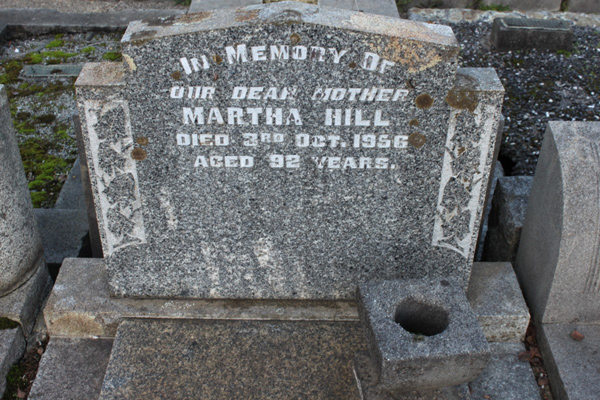 IN MEMORY OF
OUR DEAR MOTHER
MARTHA HILL
DIED 3RD OCT. 1956
AGED 92 YEARS.